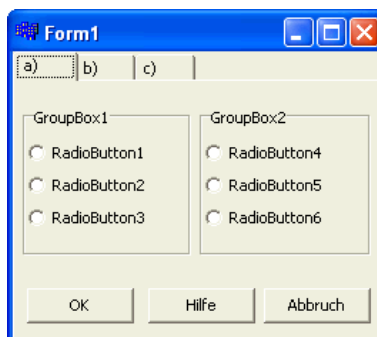 Form1
a) b) c)
GroupBox1 GroupBox2
RadioButton1 RadioButton4
RadioButton2 RadioButton5
RadioButton3 RadioButton6
OK Hilfe Abbruch